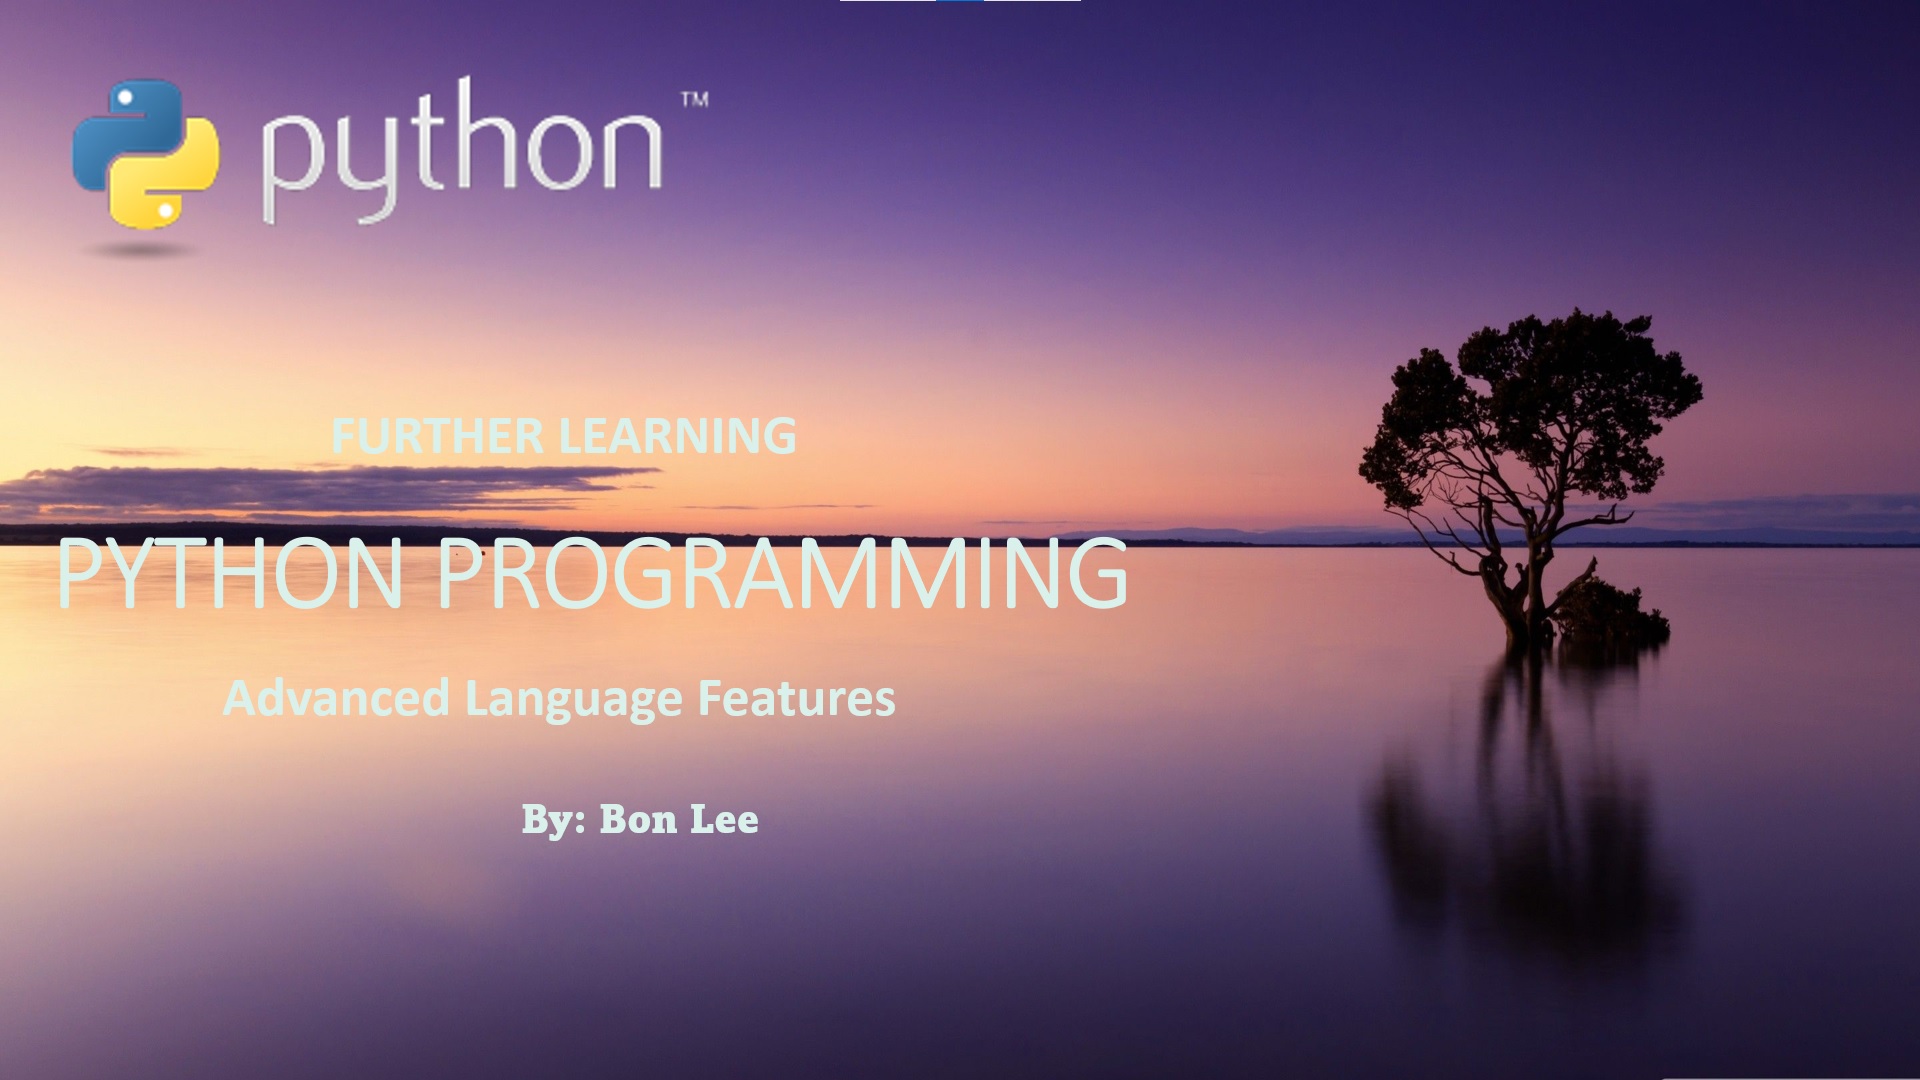 python™
FURTHER LEARNING
PYTHON PROGRAMMING
Advanced Language Features
By: Bon Lee